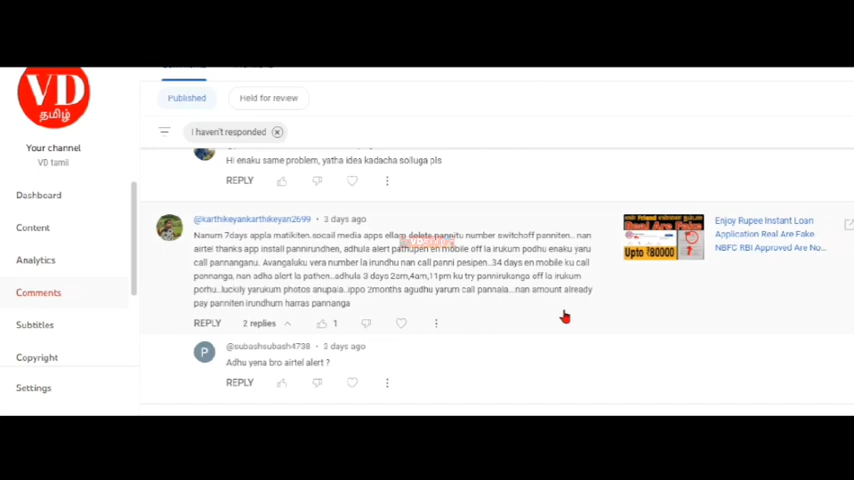 VD
தமிழ்
Your channel
VD tamil
Dashboard
Content
Analytics
Comments
Subtitles
Copyright
Settings
Published
Held for review
I haven't responded
Hi enaku same problem, yatha idea kadacha solluga pls
REPLY
@karthikeyankarthikeyan2699 • 3 days ago
Nanum 7days appla matikiten..socail media apps ellam delete pannitu number switchoff panniten.. nan
airtel thanks app install pannirundhen, adhula alert pathupen en mobile off la irukum podhu enaku yaru
call pannanganu. Avangaluku vera number la irundhu nan call panni pesipen..34 days en mobile ku call
pannanga, nan adha alert la pathen..adhula 3 days 2am,4am,11pm ku try pannirukanga off la irukum
porhu..luckily yarukum photos anupala..ippo 2months agudhu yarum call pannala...nan amount already
pay panniten irundhum harras pannanga
REPLY
2 replies
1
Enjoy Rupee Instant Loan
Application Real Are Fake
NBFC RBI Approved Are No...
Real Are Fake
Upto ₹80000
P
@subashsubash4738 • 3 days ago
Adhu yena bro airtel alert ?
REPLY